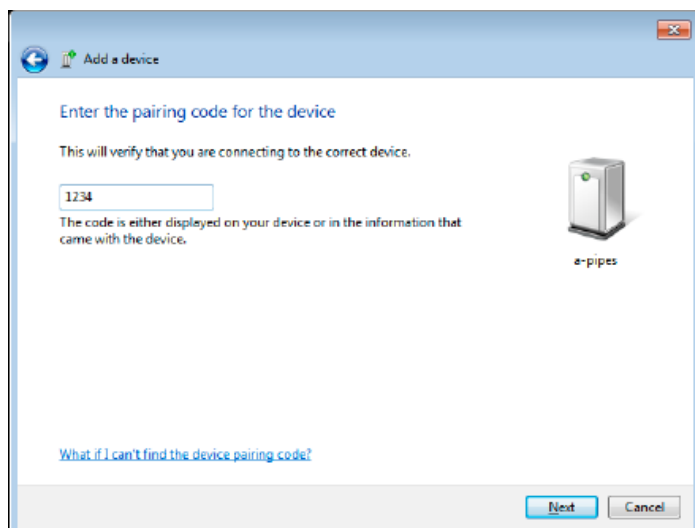 Add a device
Enter the pairing code for the device
This will verify that you are connecting to the correct device.
1234
The code is either displayed on your device or in the information that
came with the device.
a-pipes
What if I can't find the device pairing code?
Next
Cancel